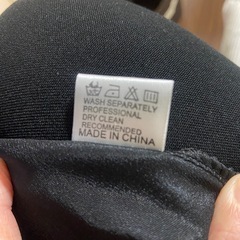 WASH SEPARATELY
PROFESSIONAL
DRY CLEAN
RECOMMENDED
MADE IN CHINA